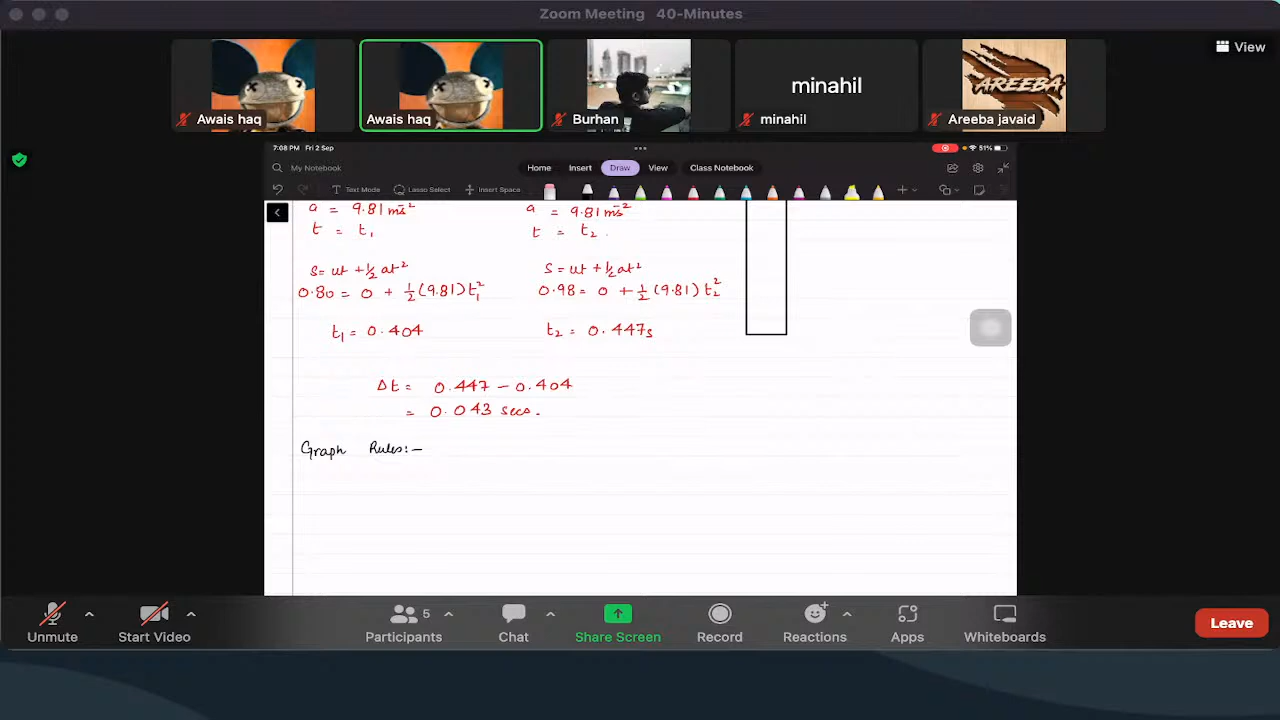 Zoom Meeting 40-Minutes
View
Awais haq
Awais haq
Burhan
minahil
minahil
AREEBA
Areeba javaid
7:08 PM Fri 2 Sep
51%
My Notebook
Home Insert Draw View Class Notebook
Text Mode Lasso Select Insert Space
a = 9.81 ms⁻² a = 9.81 ms⁻²
t = t₁ t = t₂
S = ut + 1/2 at² S = ut + 1/2 at²
0.80 = 0 + 1/2 (9.81) t₁² 0.98 = 0 + 1/2 (9.81) t₂²
t₁ = 0.404 t₂ = 0.447s
Δt = 0.447 – 0.404
= 0.043 secs.
Graph Rules:–
Unmute Start Video Participants 5 Chat Share Screen Record Reactions Apps Whiteboards Leave